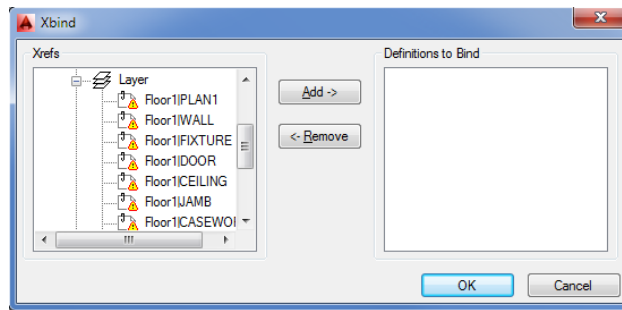 Xbind
Xrefs
Layer
Floor1|PLAN1
Floor1|WALL
Floor1|FIXTURE
Floor1|DOOR
Floor1|CEILING
Floor1|JAMB
Floor1|CASEWO
Add ->
<- Remove
Definitions to Bind
OK
Cancel